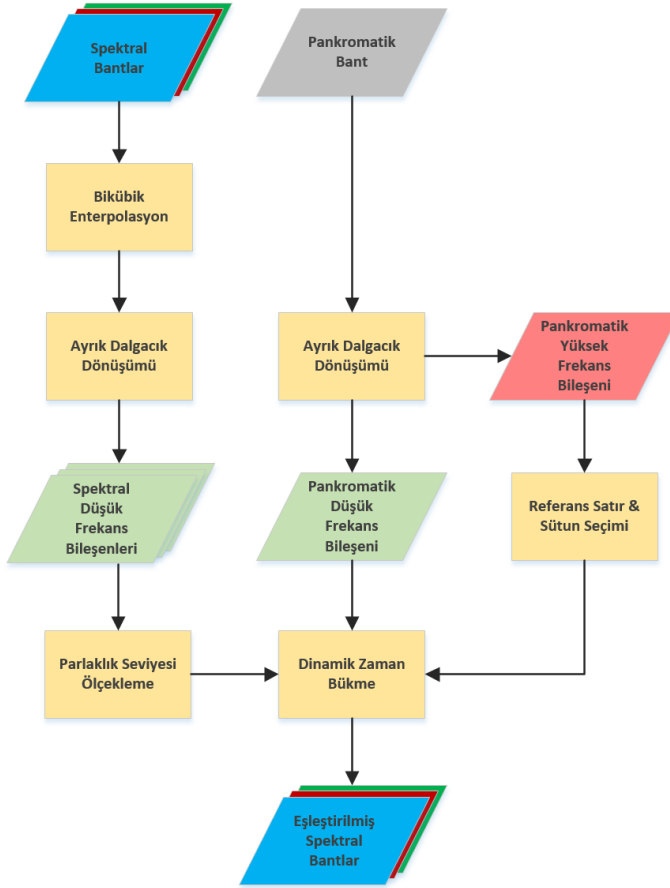 Spektral
Bantlar
Pankromatik
Bant
Bikübik
Enterpolasyon
Ayrık Dalgacık
Dönüşümü
Ayrık Dalgacık
Dönüşümü
Pankromatik
Yüksek
Frekans
Bileşeni
Spektral
Düşük
Frekans
Bileşenleri
Pankromatik
Düşük
Frekans
Bileşeni
Referans Satır &
Sütun Seçimi
Parlaklık Seviyesi
Ölçekleme
Dinamik Zaman
Bükme
Eşleştirilmiş
Spektral
Bantlar